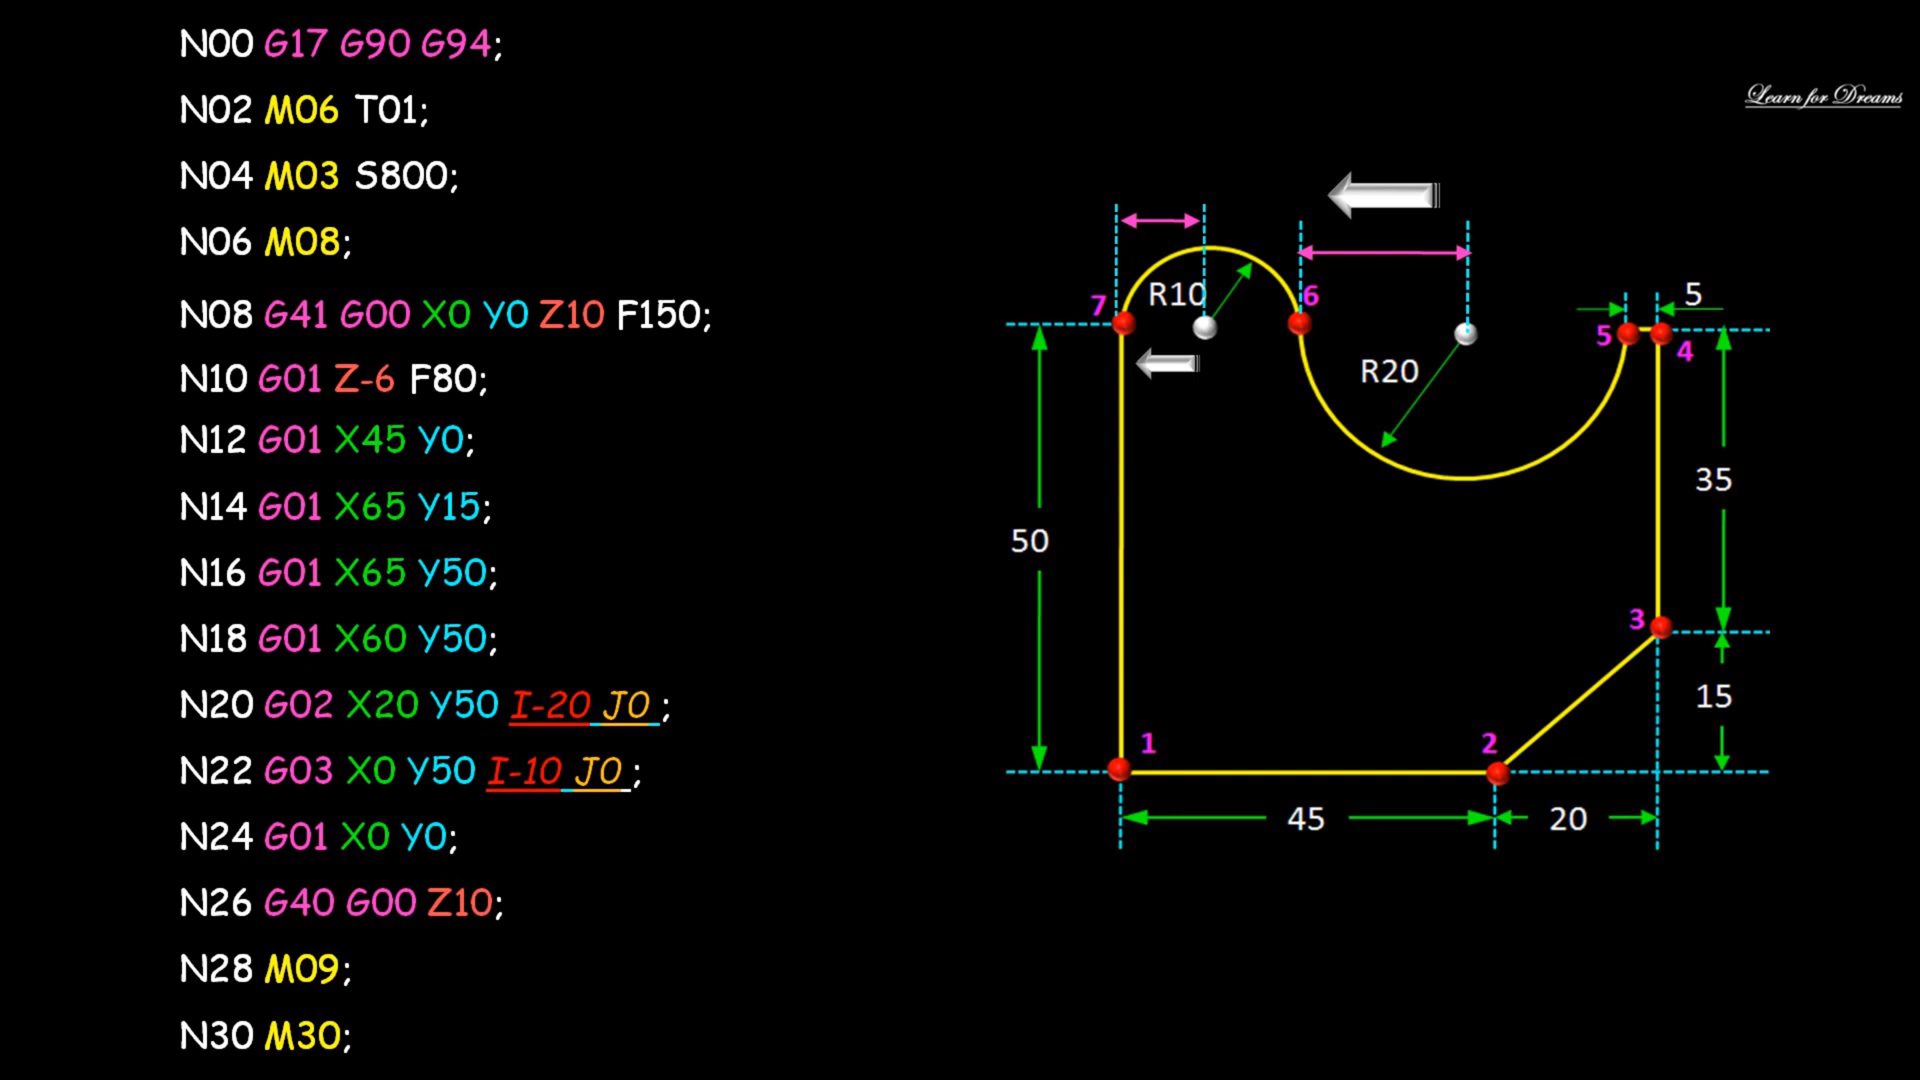 N00 G17 G90 G94;
N02 M06 T01;
N04 M03 S800;
N06 M08;
N08 G41 G00 X0 Y0 Z10 F150;
N10 G01 Z-6 F80;
N12 G01 X45 Y0;
N14 G01 X65 Y15;
N16 G01 X65 Y50;
N18 G01 X60 Y50;
N20 G02 X20 Y50 I-20 J0 ;
N22 G03 X0 Y50 I-10 J0 ;
N24 G01 X0 Y0;
N26 G40 G00 Z10;
N28 M09;
N30 M30;
Learn for Dreams
7
R10
6
5
5
4
R20
35
50
3
15
1
2
45
20